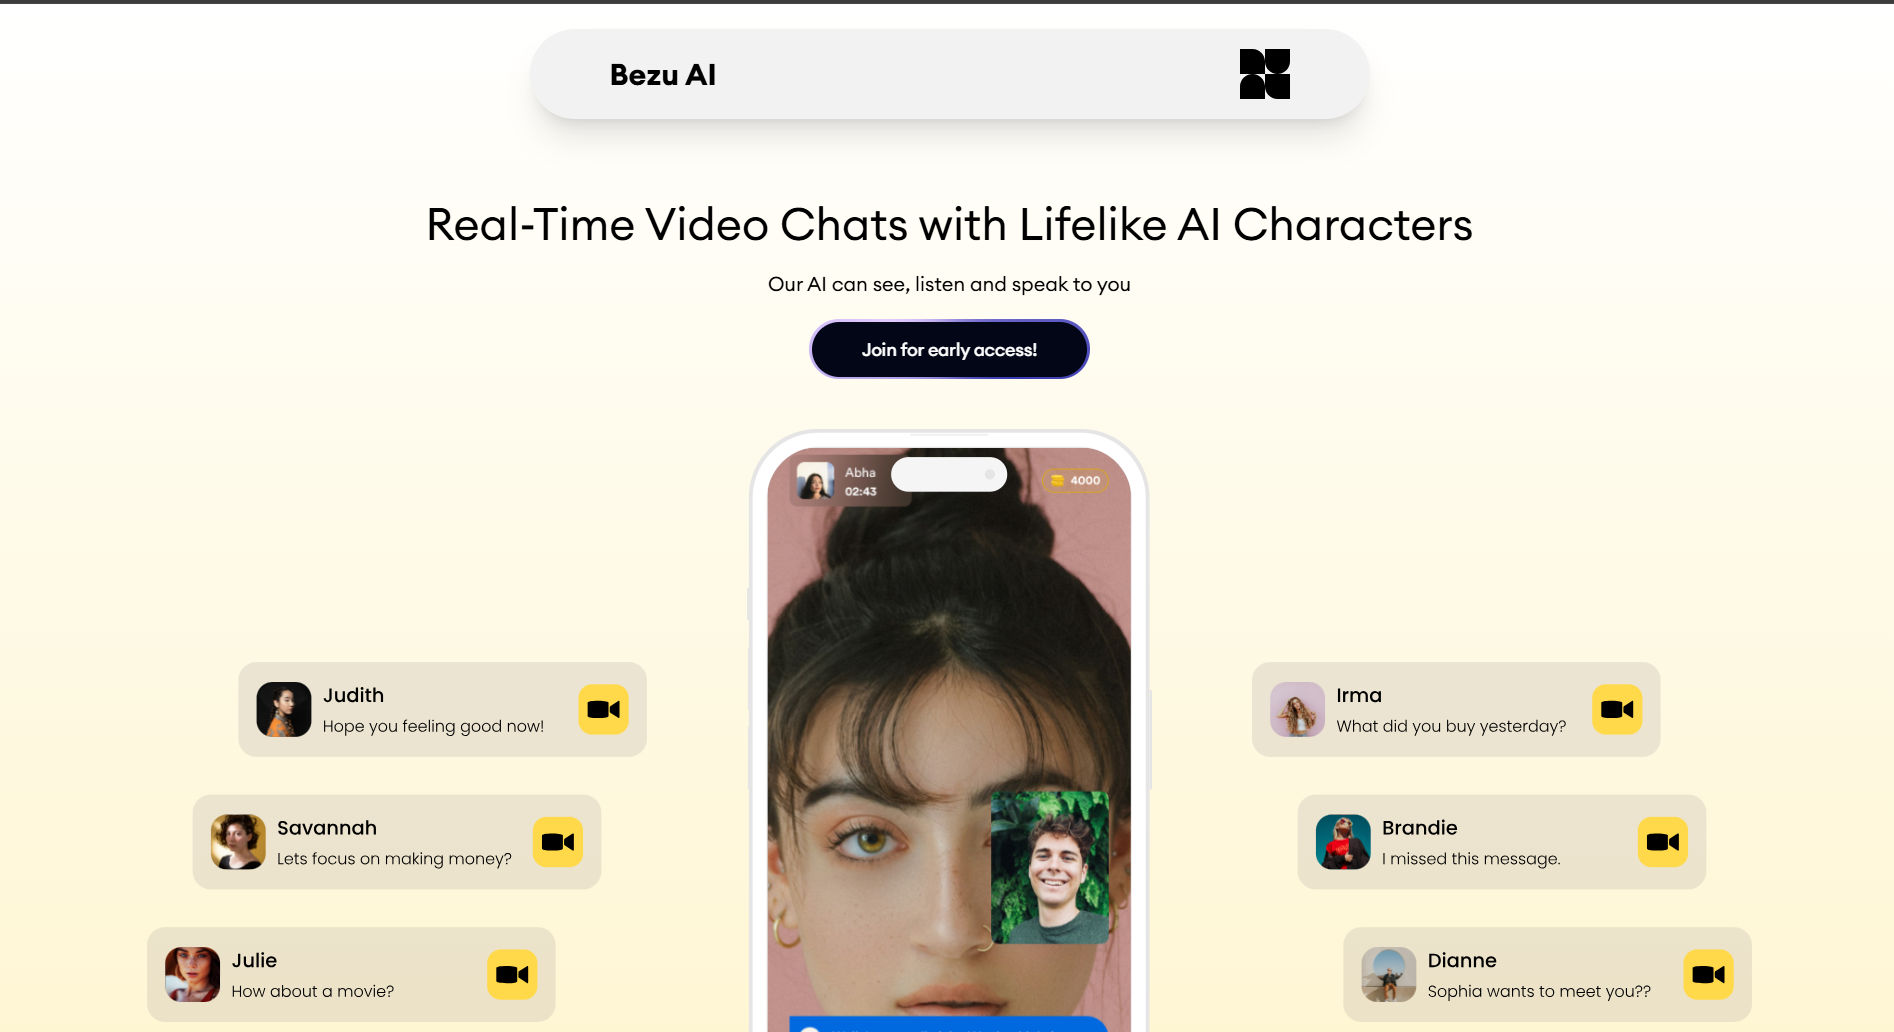 Bezu AI
Real-Time Video Chats with Lifelike AI Characters
Our AI can see, listen and speak to you
Join for early access!
Abha
02:43
4000
Judith
Hope you feeling good now!
Savannah
Lets focus on making money?
Julie
How about a movie?
Irma
What did you buy yesterday?
Brandie
I missed this message.
Dianne
Sophia wants to meet you??